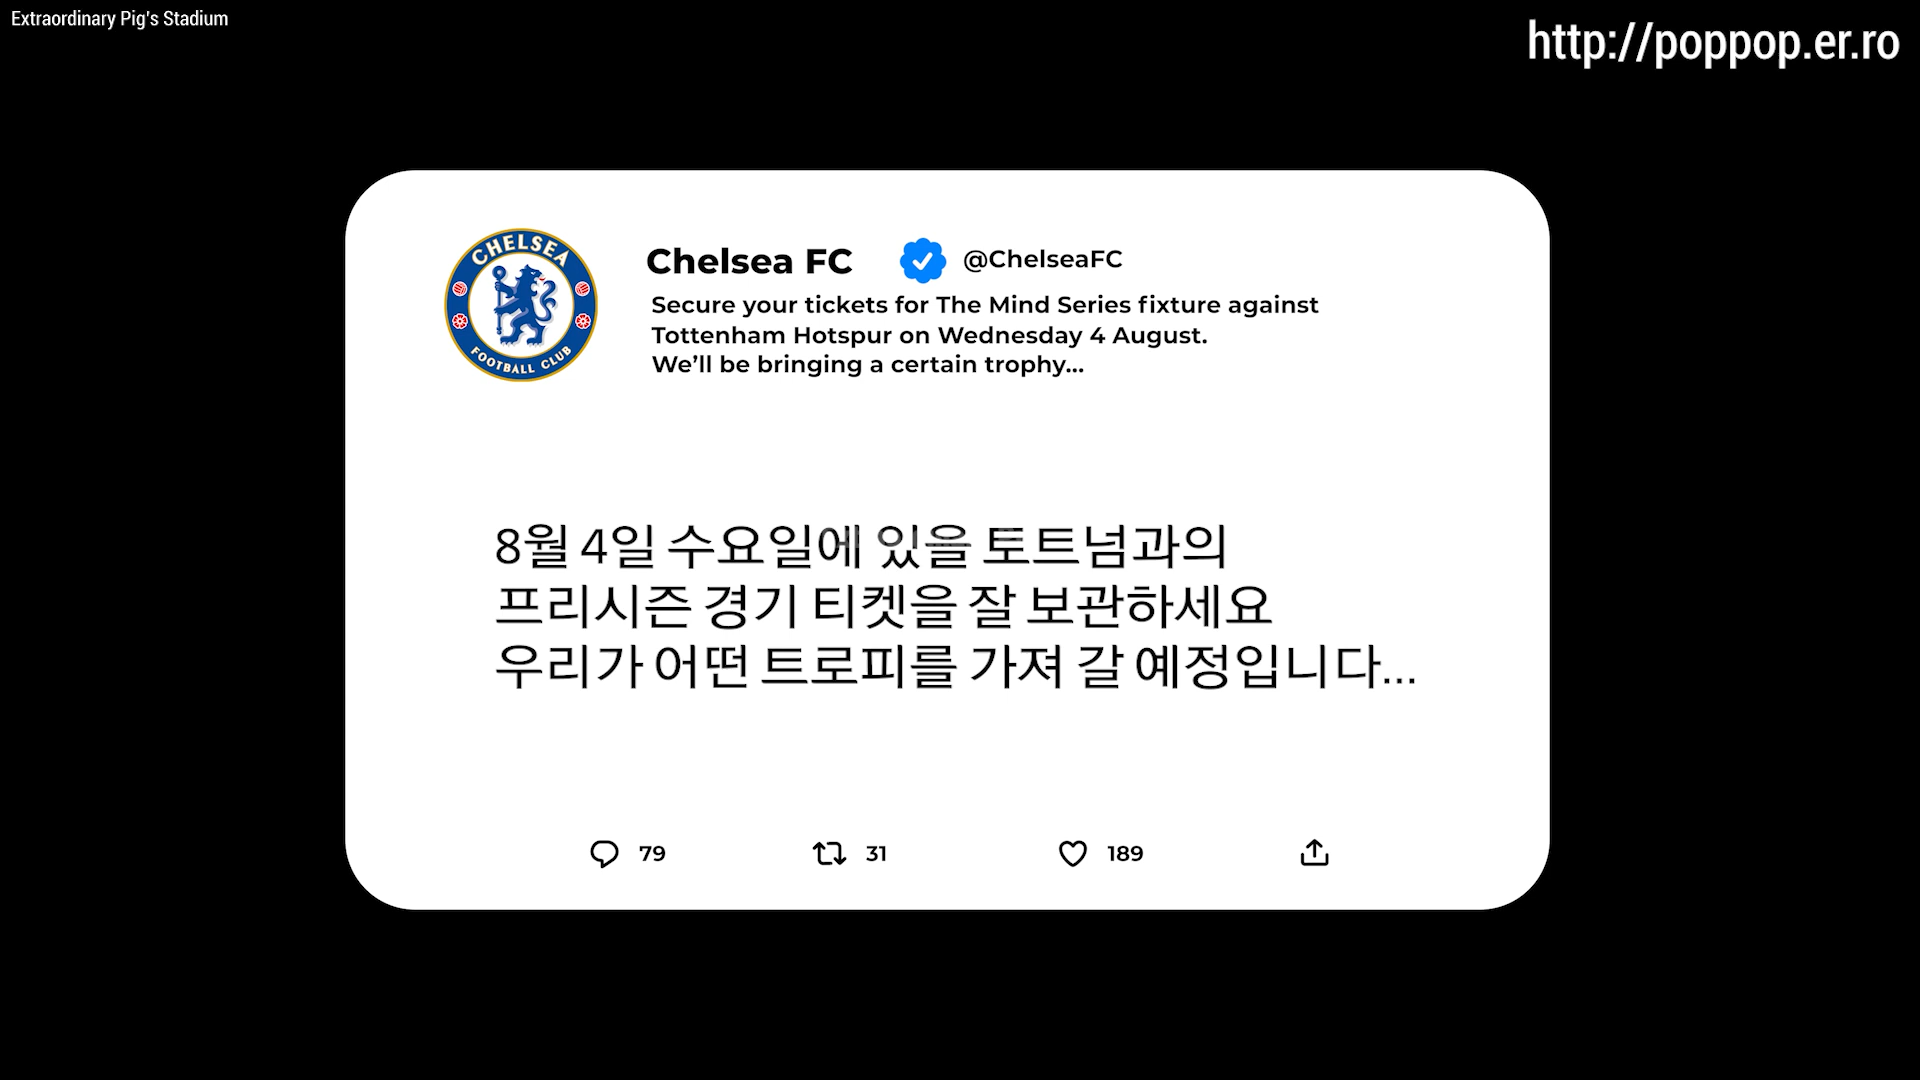 Extraordinary Pig's Stadium
http://poppop.er.ro
CHELSEA
FOOTBALL CLUB
Chelsea FC @ChelseaFC
Secure your tickets for The Mind Series fixture against
Tottenham Hotspur on Wednesday 4 August.
We'll be bringing a certain trophy...
8월 4일 수요일에 있을 토트넘과의
프리시즌 경기 티켓을 잘 보관하세요
우리가 어떤 트로피를 가져 갈 예정입니다...
79 31 189